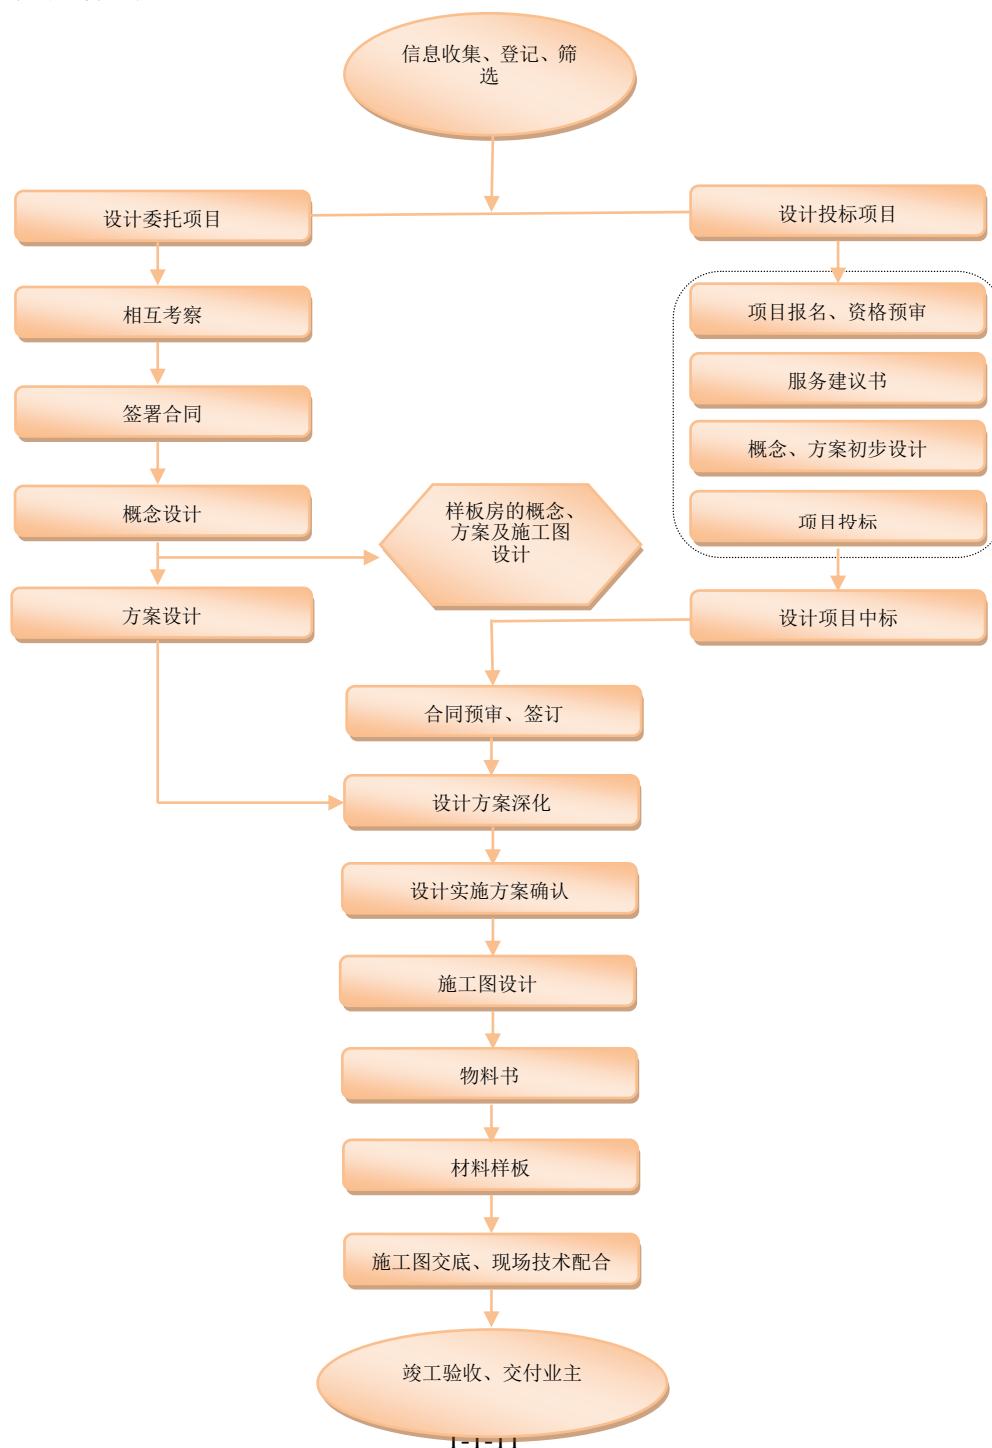 信息收集、登记、筛
选
设计委托项目
设计投标项目
相互考察
项目报名、资格预审
服务建议书
签署合同
概念、方案初步设计
概念设计
样板房的概念、
方案及施工图
设计
项目投标
方案设计
设计项目中标
合同预审、签订
设计方案深化
设计实施方案确认
施工图设计
物料书
材料样板
施工图交底、现场技术配合
竣工验收、交付业主
1-1-11